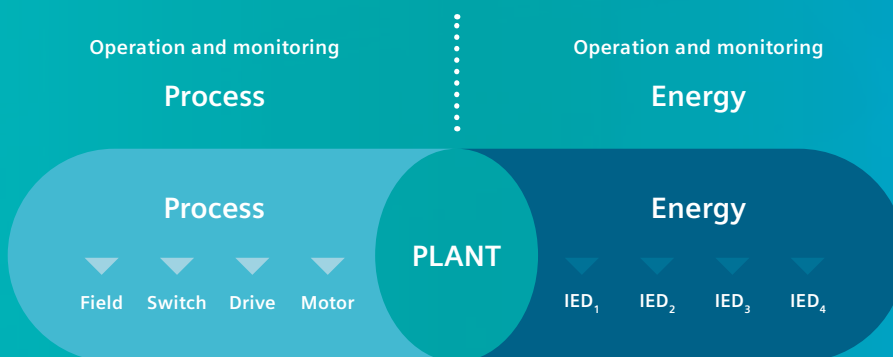 Operation and monitoring
Process
Operation and monitoring
Energy
Process
Energy
PLANT
Field Switch Drive Motor
IED₁ IED₂ IED₃ IED₄